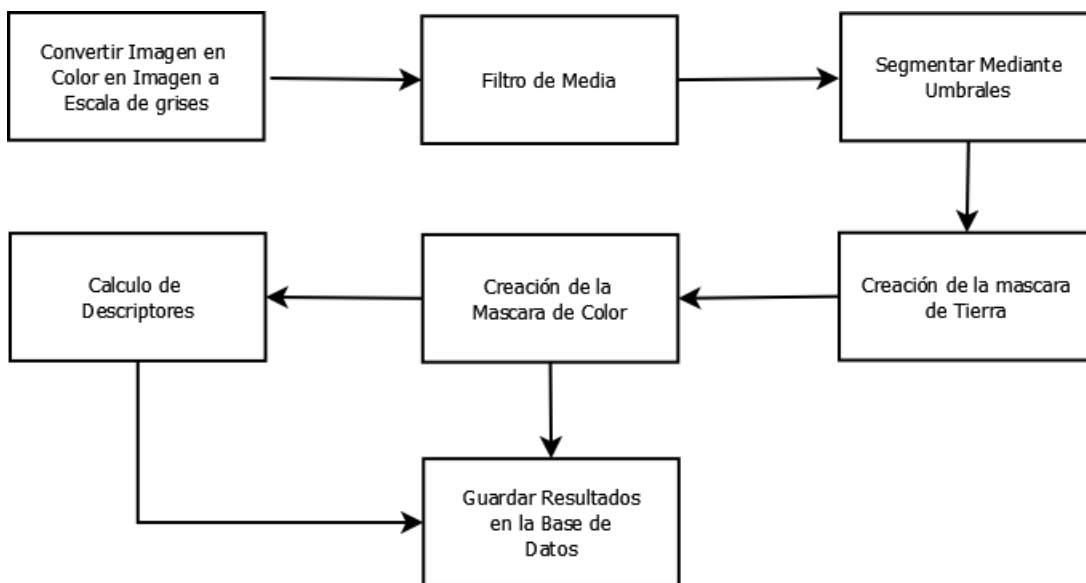 Convertir Imagen en
Color en Imagen a
Escala de grises
Filtro de Media
Segmentar Mediante
Umbrales
Creación de la mascara
de Tierra
Creación de la
Mascara de Color
Calculo de
Descriptores
Guardar Resultados
en la Base de
Datos